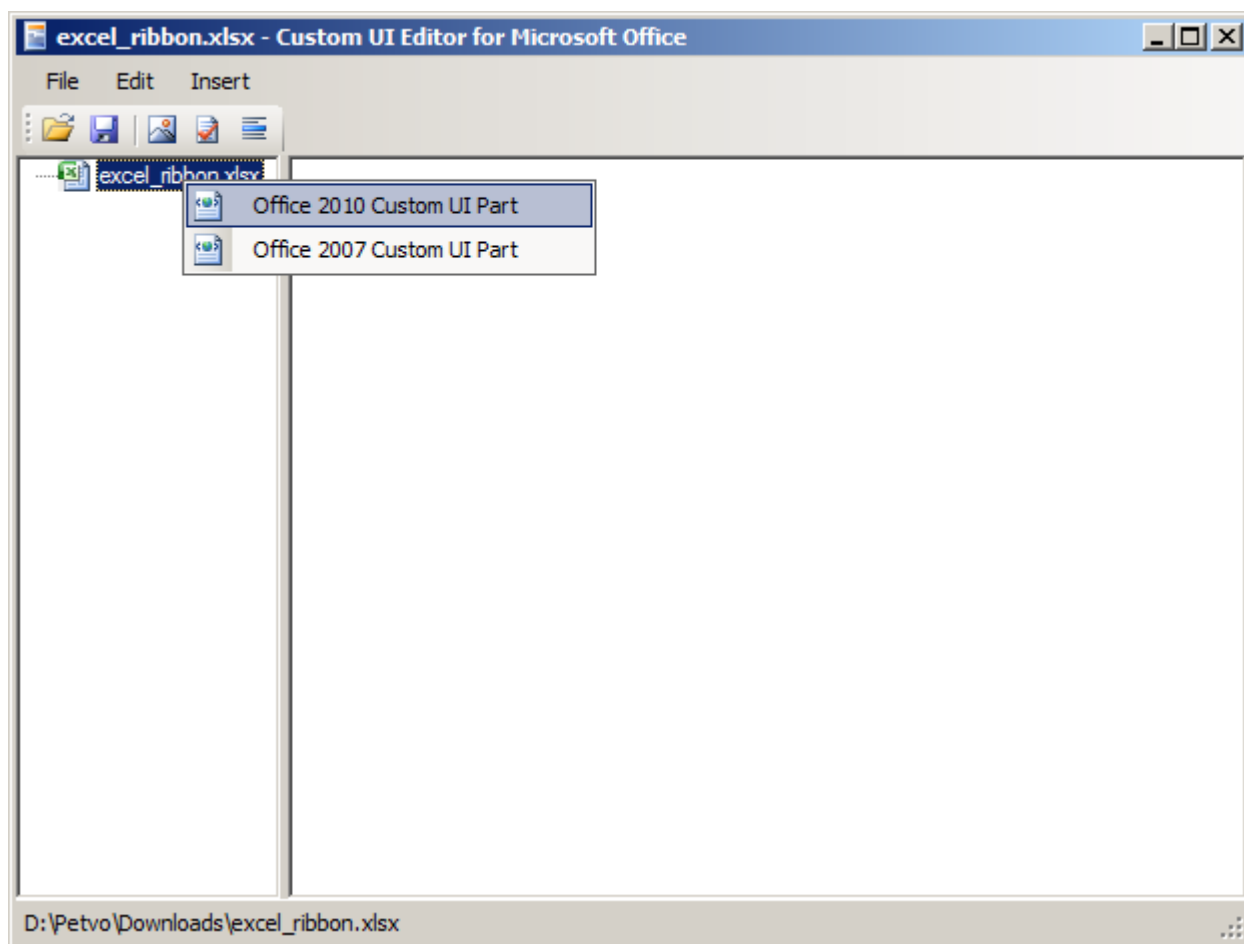 excel_ribbon.xlsx - Custom UI Editor for Microsoft Office
File Edit Insert
excel_ribbon.xlsx
Office 2010 Custom UI Part
Office 2007 Custom UI Part
D:\Petvo\Downloads\excel_ribbon.xlsx